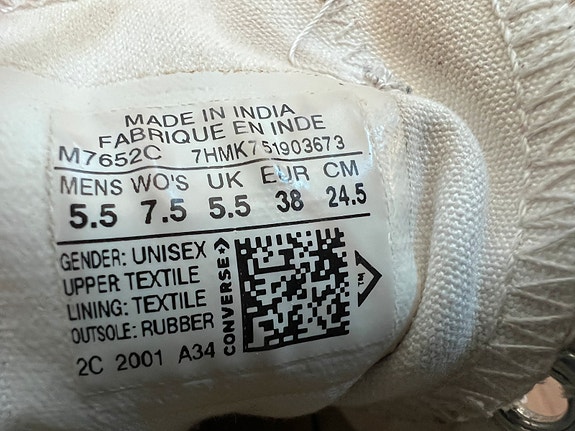 MADE IN INDIA
FABRIQUE EN INDE
M7652C 7HMK751903673
MENS WO'S UK EUR CM
5.5 7.5 5.5 38 24.5
GENDER: UNISEX
UPPER TEXTILE
LINING: TEXTILE
OUTSOLE: RUBBER
2C 2001 A34
CONVERSE
™